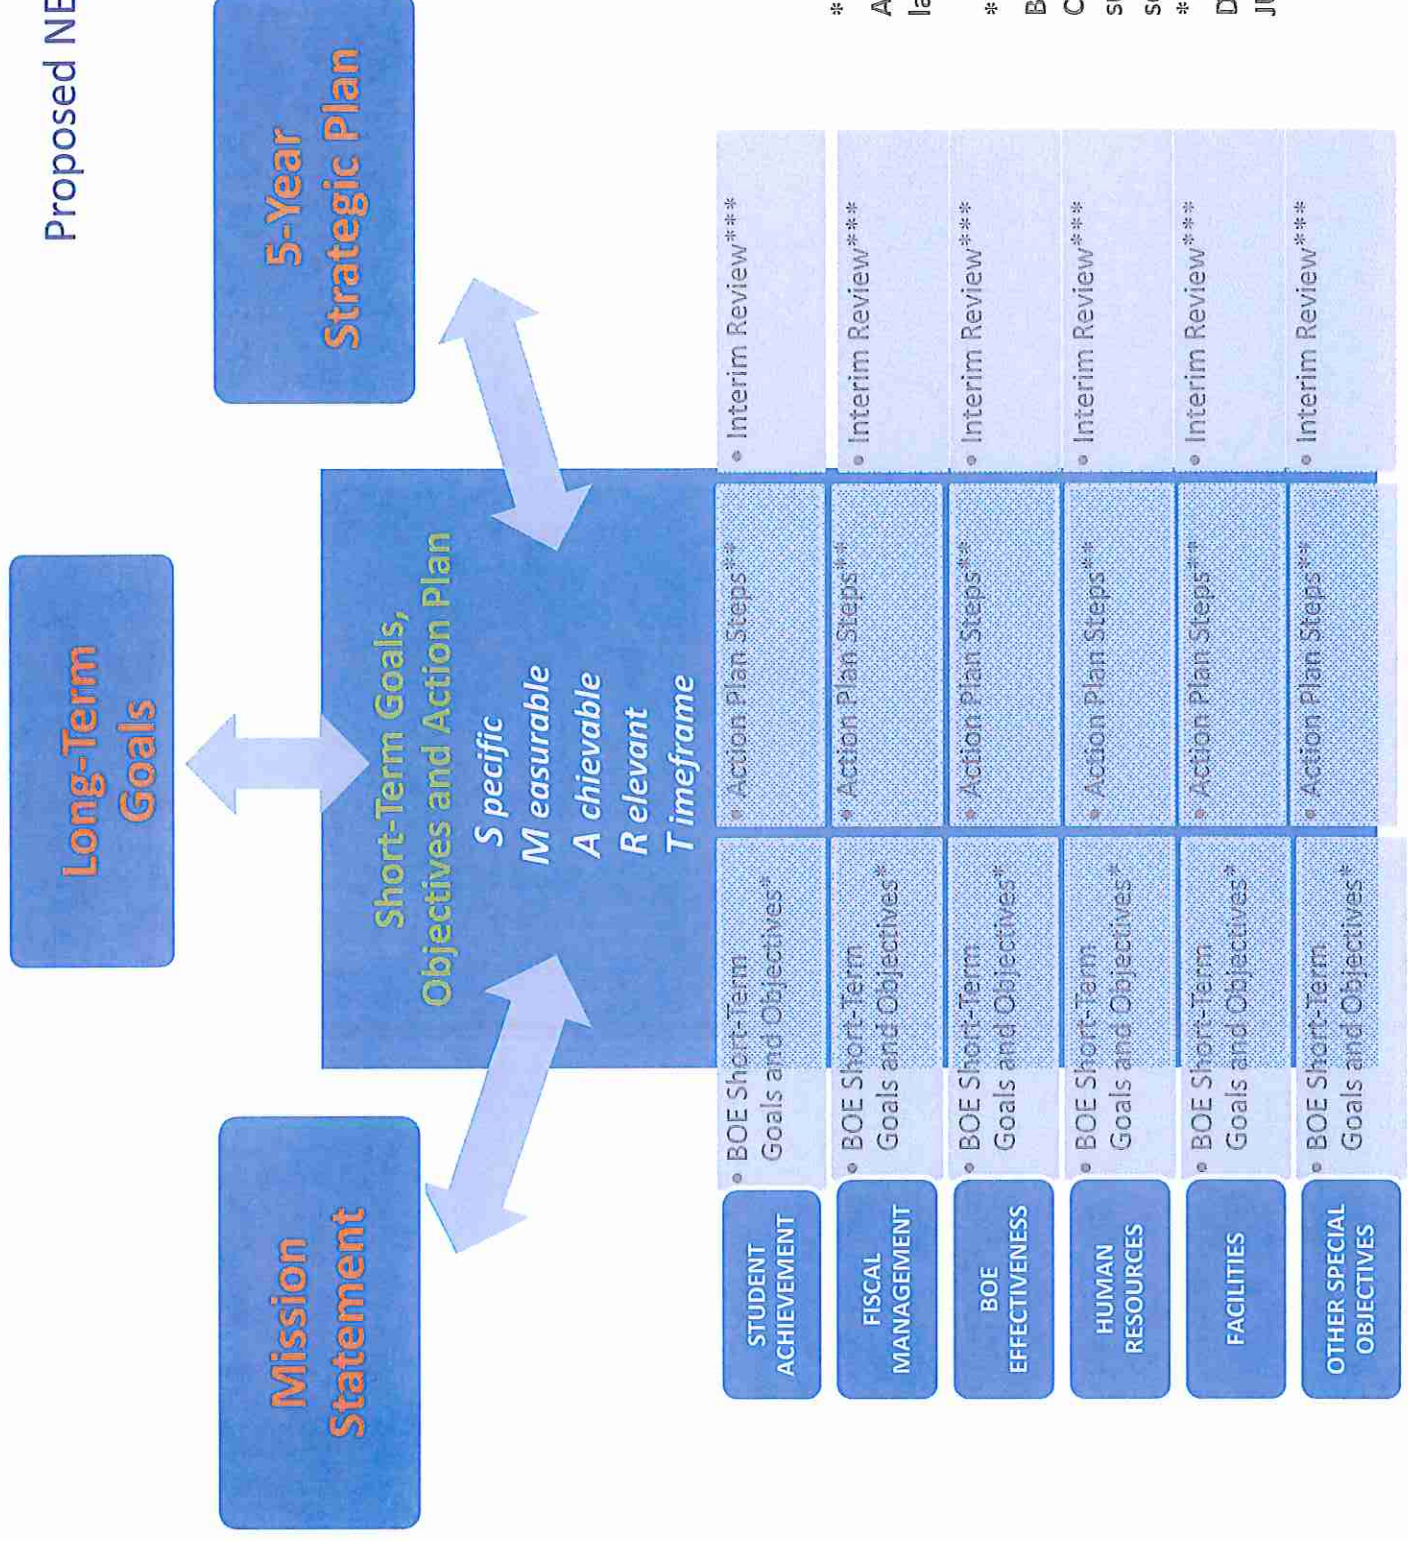 Proposed NE
Long-Term
Goals
Mission
Statement
5-Year
Strategic Plan
Short-Term Goals,
Objectives and Action Plan
S pecific
M easurable
A chievable
R elevant
T imeframe
STUDENT
ACHIEVEMENT
• BOE Short-Term
Goals and Objectives*
• Action Plan Steps**
• Interim Review***
FISCAL
MANAGEMENT
• BOE Short-Term
Goals and Objectives*
• Action Plan Steps**
• Interim Review***
BOE
EFFECTIVENESS
• BOE Short-Term
Goals and Objectives*
• Action Plan Steps**
• Interim Review***
HUMAN
RESOURCES
• BOE Short-Term
Goals and Objectives*
• Action Plan Steps**
• Interim Review***
FACILITIES
• BOE Short-Term
Goals and Objectives*
• Action Plan Steps**
• Interim Review***
OTHER SPECIAL
OBJECTIVES
• BOE Short-Term
Goals and Objectives*
• Action Plan Steps**
• Interim Review***